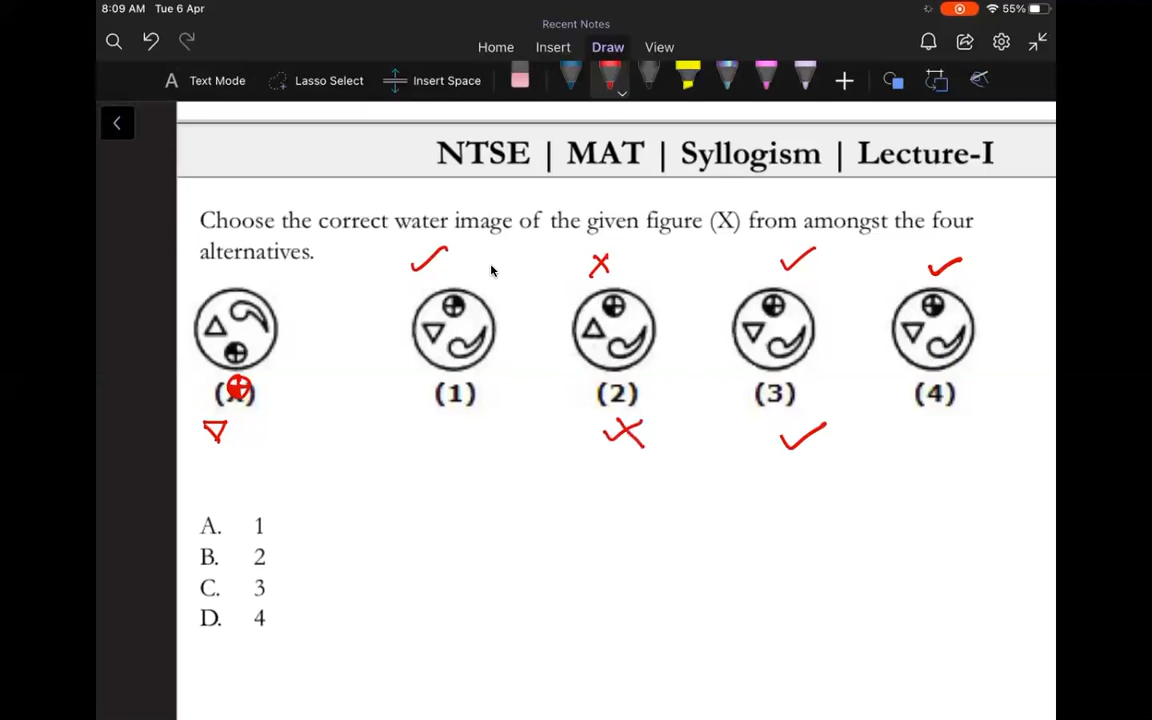 8:09 AM Tue 6 Apr
55%
Recent Notes
Home Insert Draw View
Text Mode Lasso Select Insert Space
NTSE | MAT | Syllogism | Lecture-I
Choose the correct water image of the given figure (X) from amongst the four
alternatives.
(X) (1) (2) (3) (4)
A. 1
B. 2
C. 3
D. 4